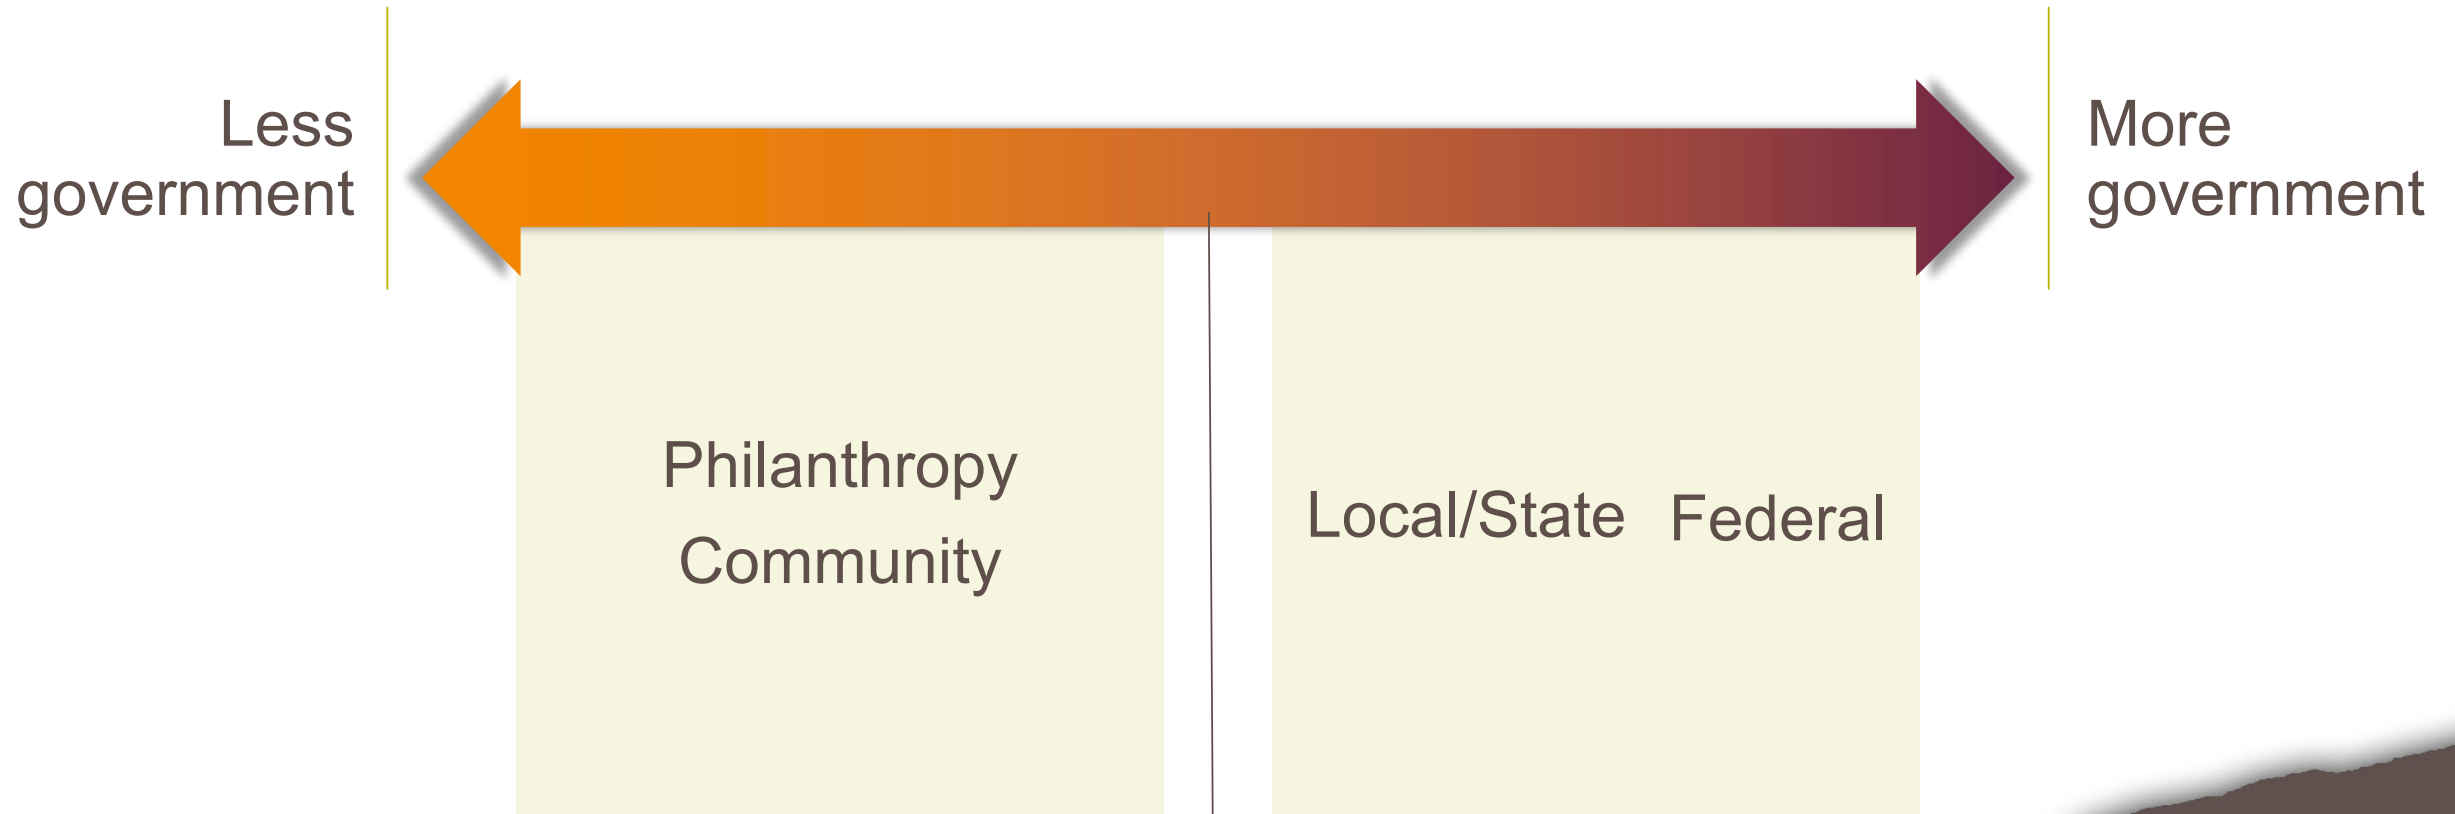 Less
government
More
government
Philanthropy
Community
Local/State Federal